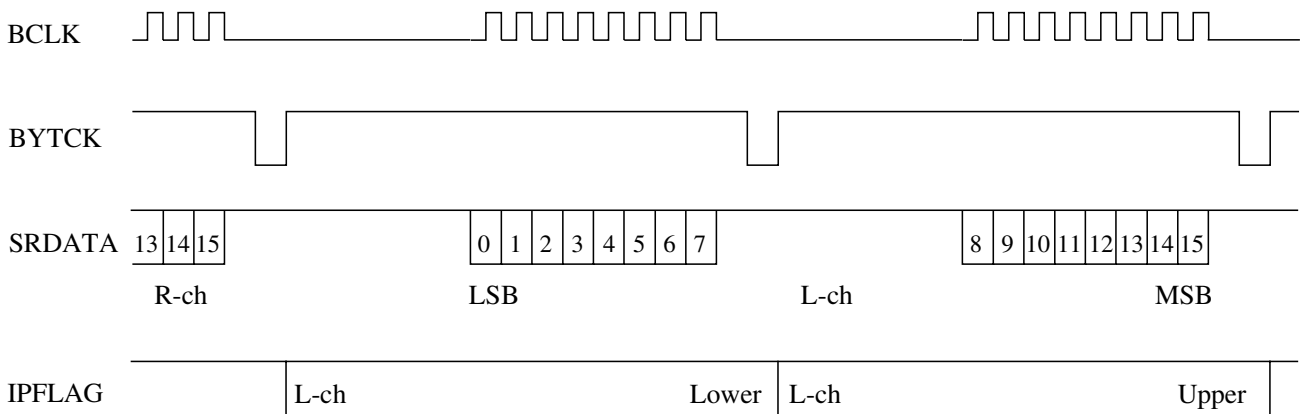 BCLK
BYTCK
SRDATA 13 14 15 0 1 2 3 4 5 6 7 8 9 10 11 12 13 14 15
R-ch LSB L-ch MSB
IPFLAG L-ch Lower L-ch Upper